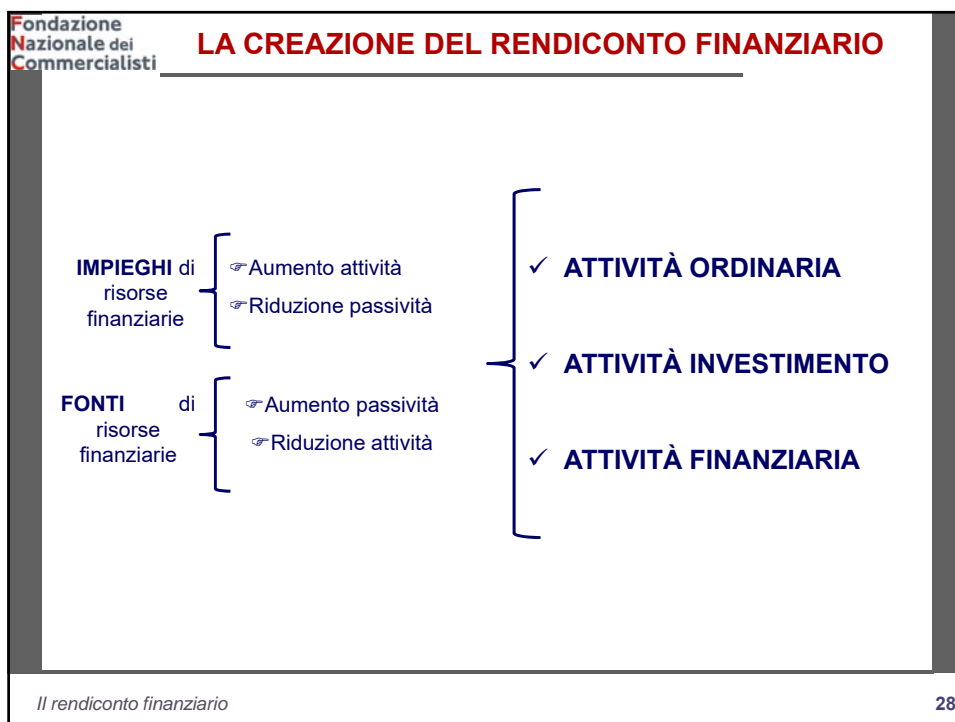 Fondazione
Nazionale dei
Commercialisti
LA CREAZIONE DEL RENDICONTO FINANZIARIO
IMPIEGHI di
risorse
finanziarie
☞Aumento attività
☞Riduzione passività
FONTI di
risorse
finanziarie
☞Aumento passività
☞Riduzione attività
✓ ATTIVITÀ ORDINARIA
✓ ATTIVITÀ INVESTIMENTO
✓ ATTIVITÀ FINANZIARIA
Il rendiconto finanziario
28